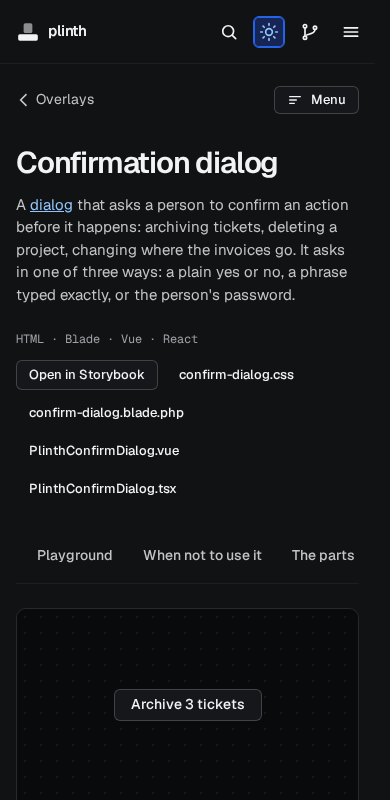 plinth
Overlays
Menu
Confirmation dialog
A dialog that asks a person to confirm an action
before it happens: archiving tickets, deleting a
project, changing where the invoices go. It asks
in one of three ways: a plain yes or no, a phrase
typed exactly, or the person's password.
HTML · Blade · Vue · React
Open in Storybook confirm-dialog.css
confirm-dialog.blade.php
PlinthConfirmDialog.vue
PlinthConfirmDialog.tsx
Playground When not to use it The parts
Archive 3 tickets